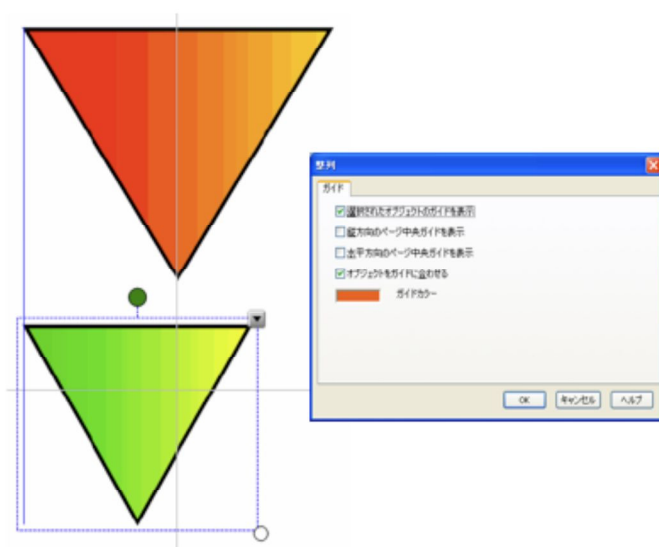 整列
ガイド
選択されたオブジェクトのガイドを表示
縦方向のページ中央ガイドを表示
水平方向のページ中央ガイドを表示
オブジェクトをガイドに合わせる
ガイドカラー
OK キャンセル ヘルプ